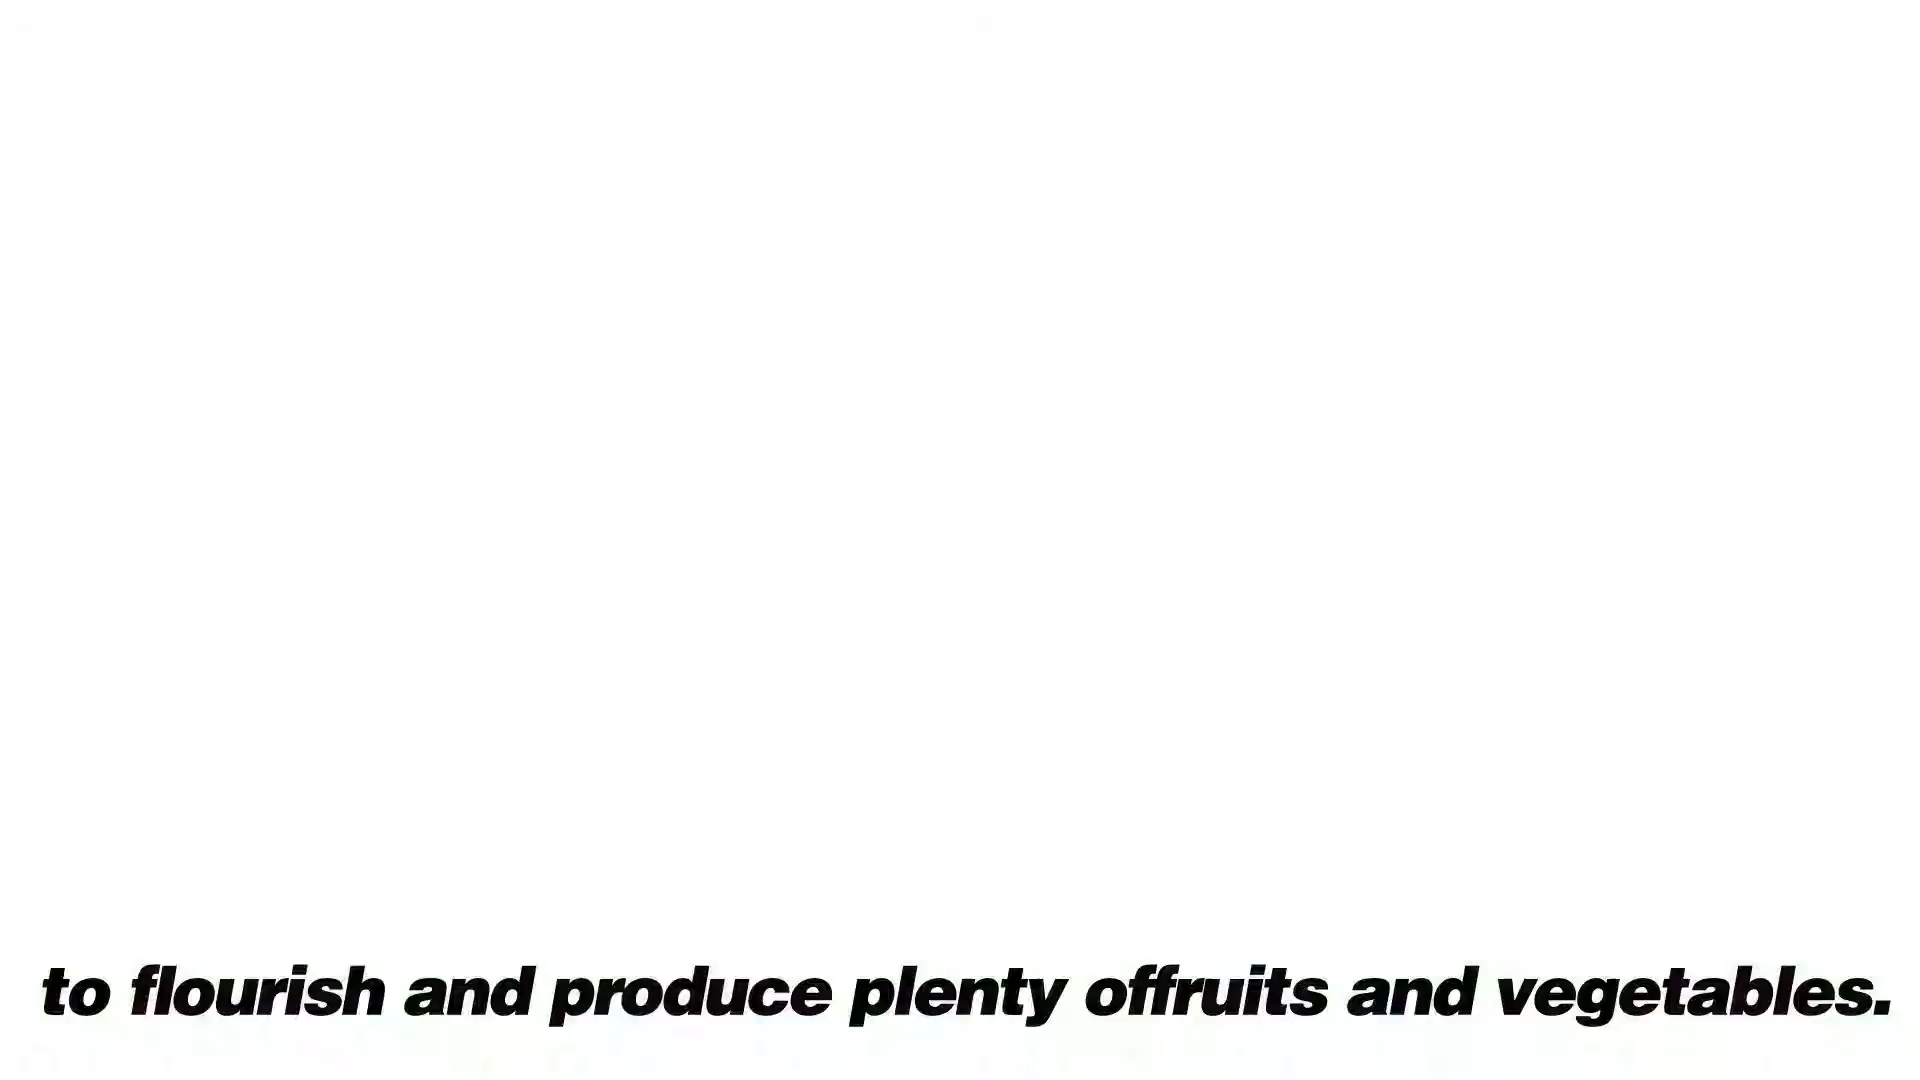 to flourish and produce plenty offruits and vegetables.